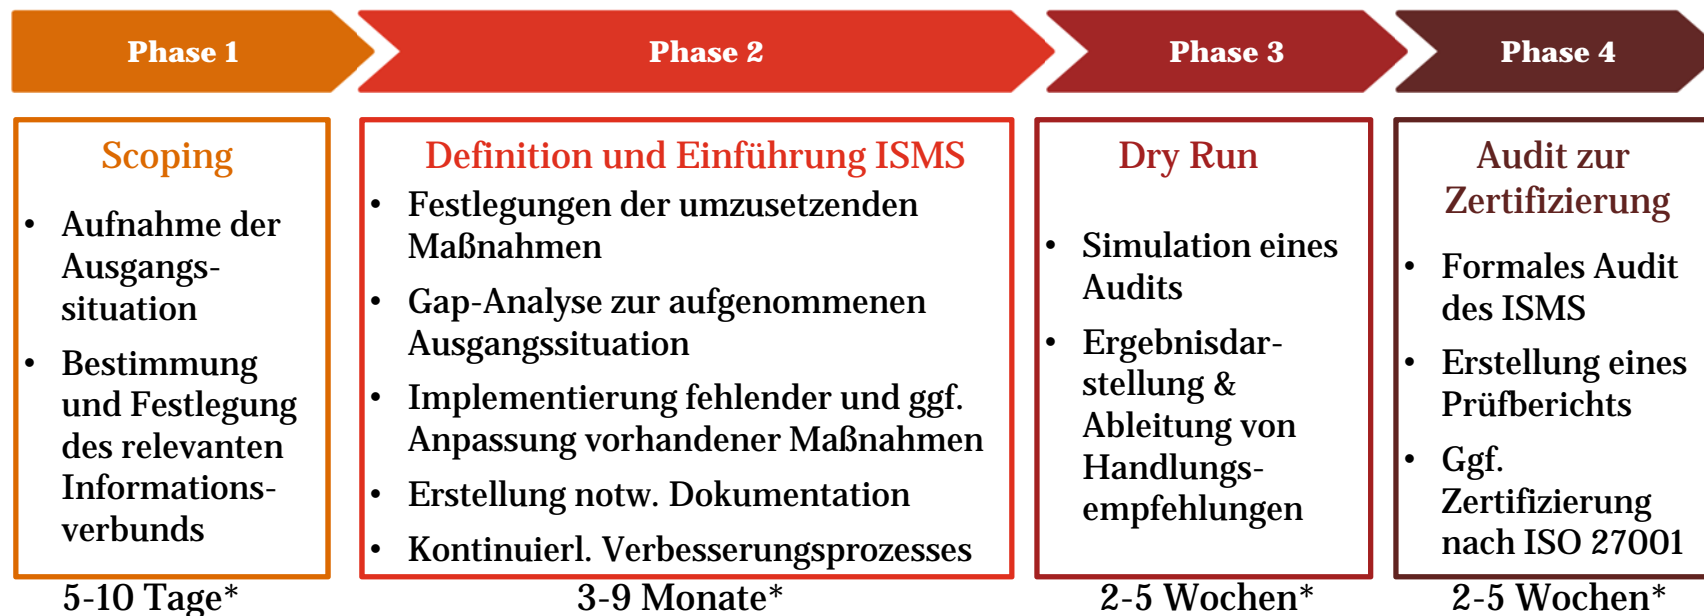 Phase 1
Phase 2
Phase 3
Phase 4
Scoping
• Aufnahme der
Ausgangs-
situation
• Bestimmung
und Festlegung
des relevanten
Informations-
verbunds
5-10 Tage*
Definition und Einführung ISMS
• Festlegungen der umzusetzenden
Maßnahmen
• Gap-Analyse zur aufgenommenen
Ausgangssituation
• Implementierung fehlender und ggf.
Anpassung vorhandener Maßnahmen
• Erstellung notw. Dokumentation
• Kontinuierl. Verbesserungsprozesses
3-9 Monate*
Dry Run
• Simulation eines
Audits
• Ergebnisdar-
stellung &
Ableitung von
Handlungs-
empfehlungen
2-5 Wochen*
Audit zur
Zertifizierung
• Formales Audit
des ISMS
• Erstellung eines
Prüfberichts
• Ggf.
Zertifizierung
nach ISO 27001
2-5 Wochen*